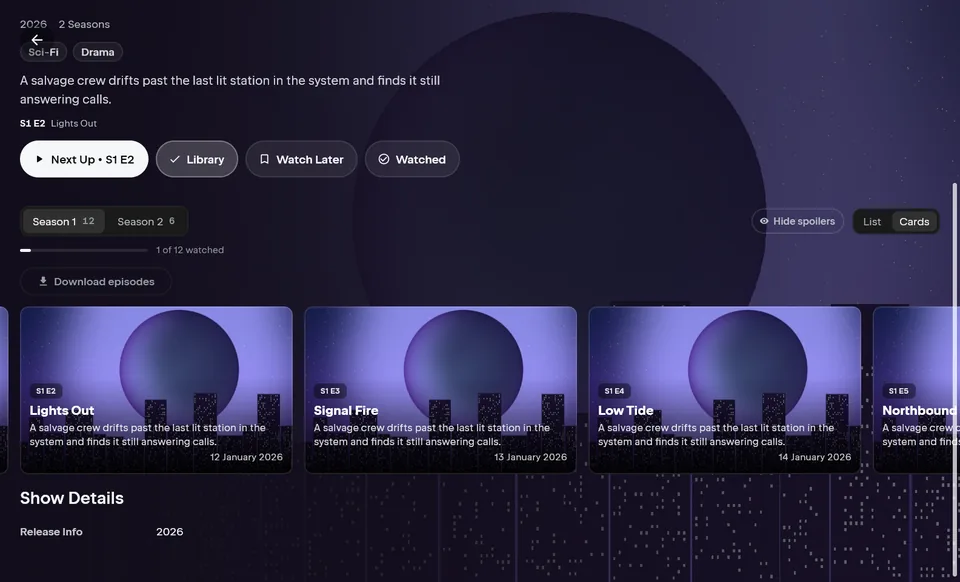 2026 2 Seasons
Sci-Fi Drama
A salvage crew drifts past the last lit station in the system and finds it still
answering calls.
S1 E2 Lights Out
Next Up • S1 E2 Library Watch Later Watched
Season 1 12 Season 2 6 Hide spoilers List Cards
1 of 12 watched
Download episodes
S1 E2
Lights Out
A salvage crew drifts past the last lit station in the
system and finds it still answering calls.
12 January 2026
S1 E3
Signal Fire
A salvage crew drifts past the last lit station in the
system and finds it still answering calls.
13 January 2026
S1 E4
Low Tide
A salvage crew drifts past the last lit station in the
system and finds it still answering calls.
14 January 2026
S1 E5
Northbound
A salvage crew d
system and finds
Show Details
Release Info 2026